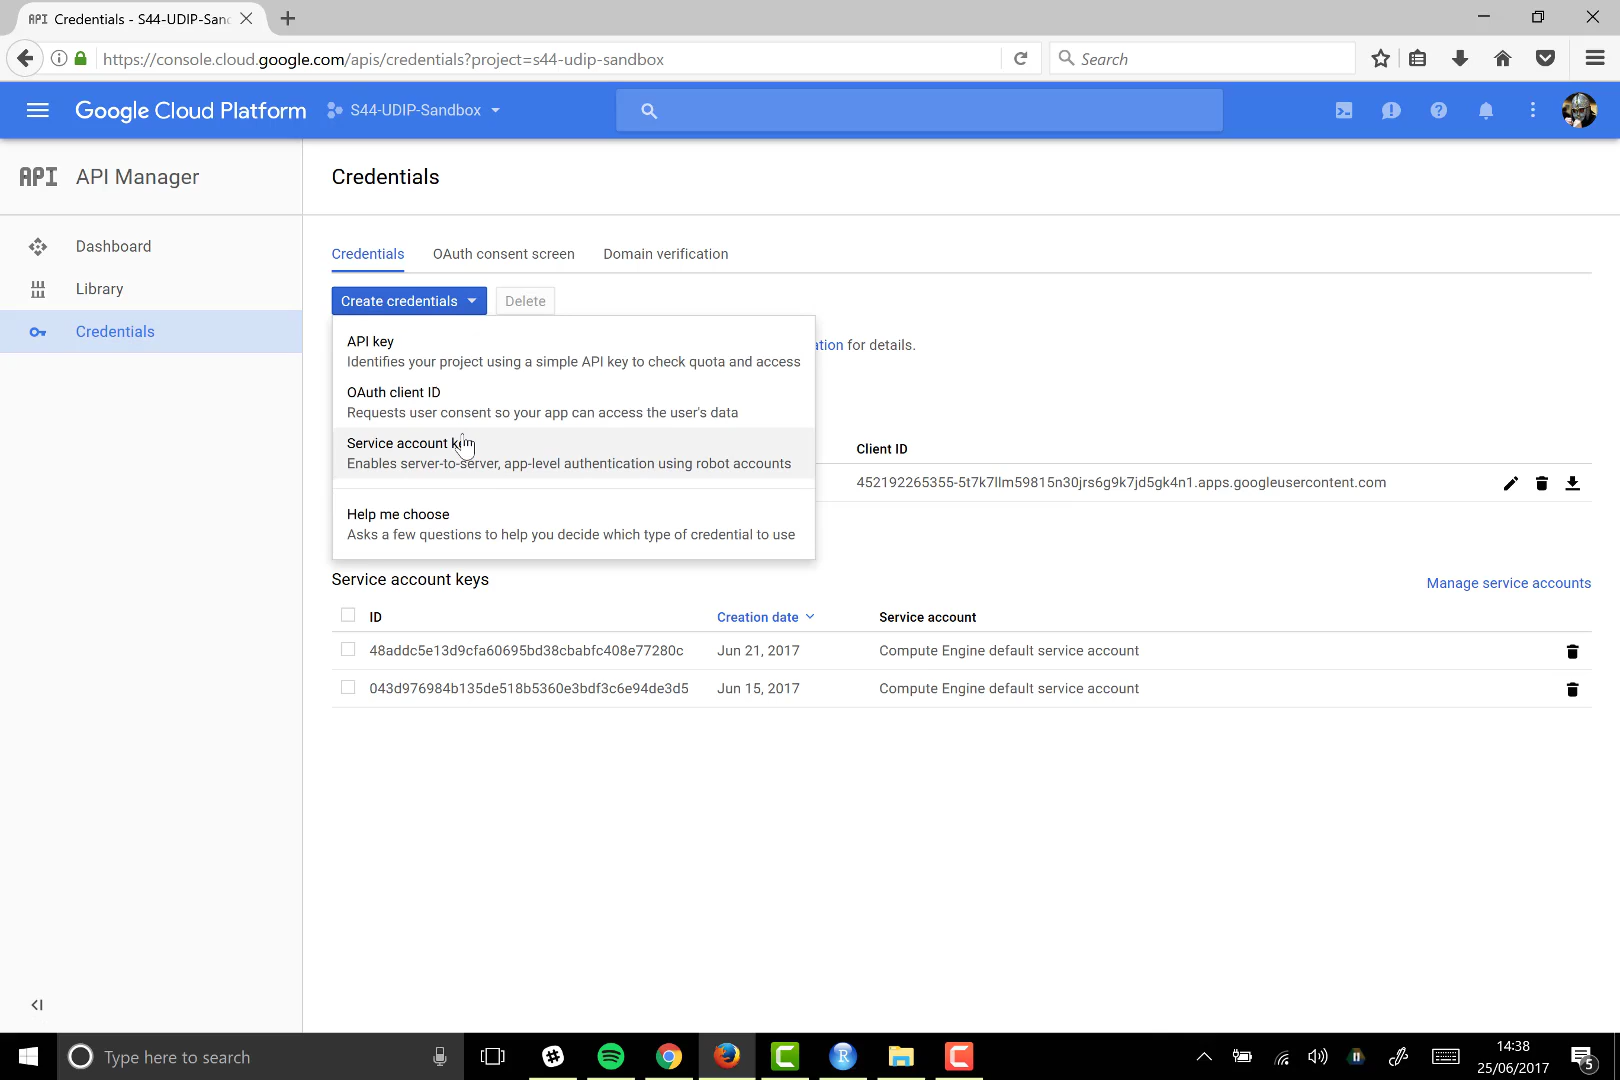 API Credentials - S44-UDIP-Sand
https://console.cloud.google.com/apis/credentials?project=s44-udip-sandbox
Search
Google Cloud Platform
S44-UDIP-Sandbox
API API Manager
Credentials
Dashboard
Library
Credentials
Credentials
OAuth consent screen
Domain verification
Create credentials
Delete
API key
Identifies your project using a simple API key to check quota and access
ation for details.
OAuth client ID
Requests user consent so your app can access the user's data
Service account key
Enables server-to-server, app-level authentication using robot accounts
Help me choose
Asks a few questions to help you decide which type of credential to use
Client ID
452192265355-5t7k7llm59815n30jrs6g9k7jd5gk4n1.apps.googleusercontent.com
Service account keys
Manage service accounts
ID Creation date Service account
48addc5e13d9cfa60695bd38cbabfc408e77280c Jun 21, 2017 Compute Engine default service account
043d976984b135de518b5360e3bdf3c6e94de3d5 Jun 15, 2017 Compute Engine default service account
Type here to search
14:38
25/06/2017
5